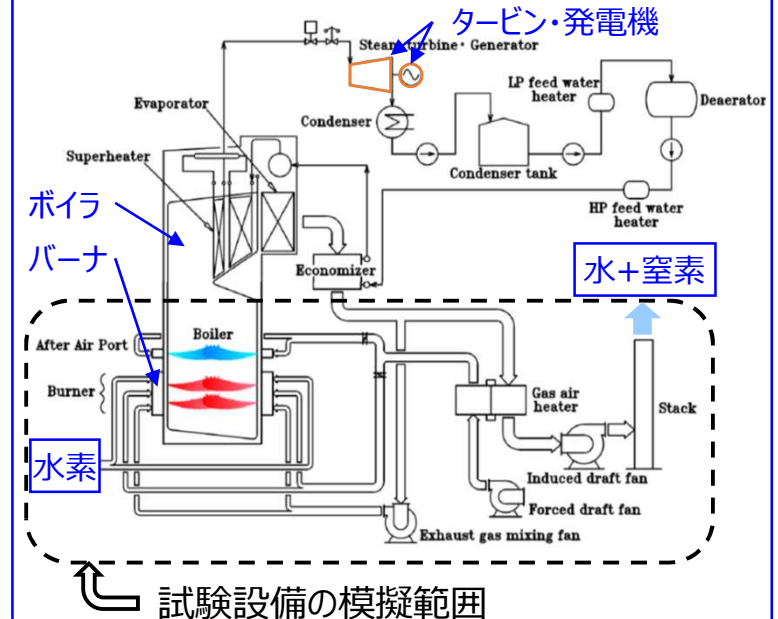 タービン・発電機
Steam turbine・Generator
Evaporator
LP feed water
heater
Deaerator
Condenser
Superheater
Condenser tank
HP feed water
heater
ボイラ
バーナ
Economizer
水+窒素
Boiler
After Air Port
Burner
Gas air
heater
Stack
水素
Induced draft fan
Forced draft fan
Exhaust gas mixing fan
試験設備の模擬範囲